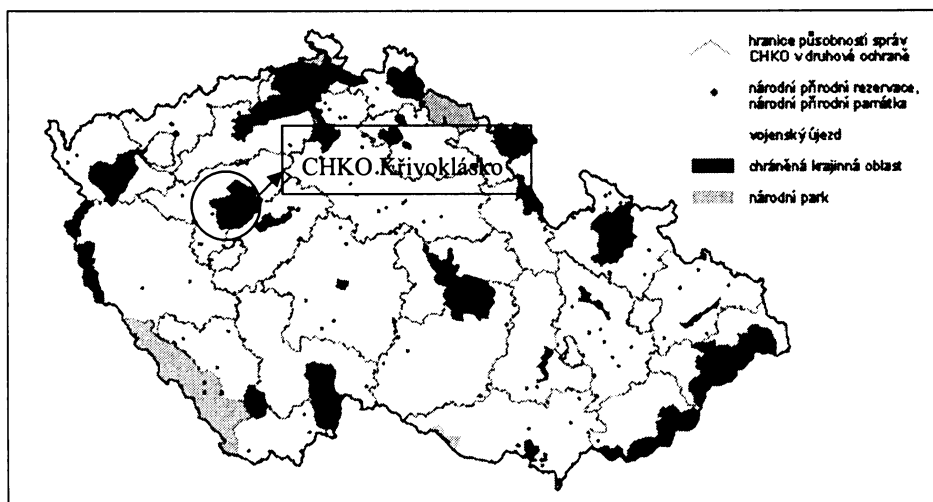 hranice působností správ
CHKO v druhové ochraně
národní přírodní rezervace,
národní přírodní památka
vojenský újezd
chráněná krajinná oblast
národní park
CHKO Křivoklásko